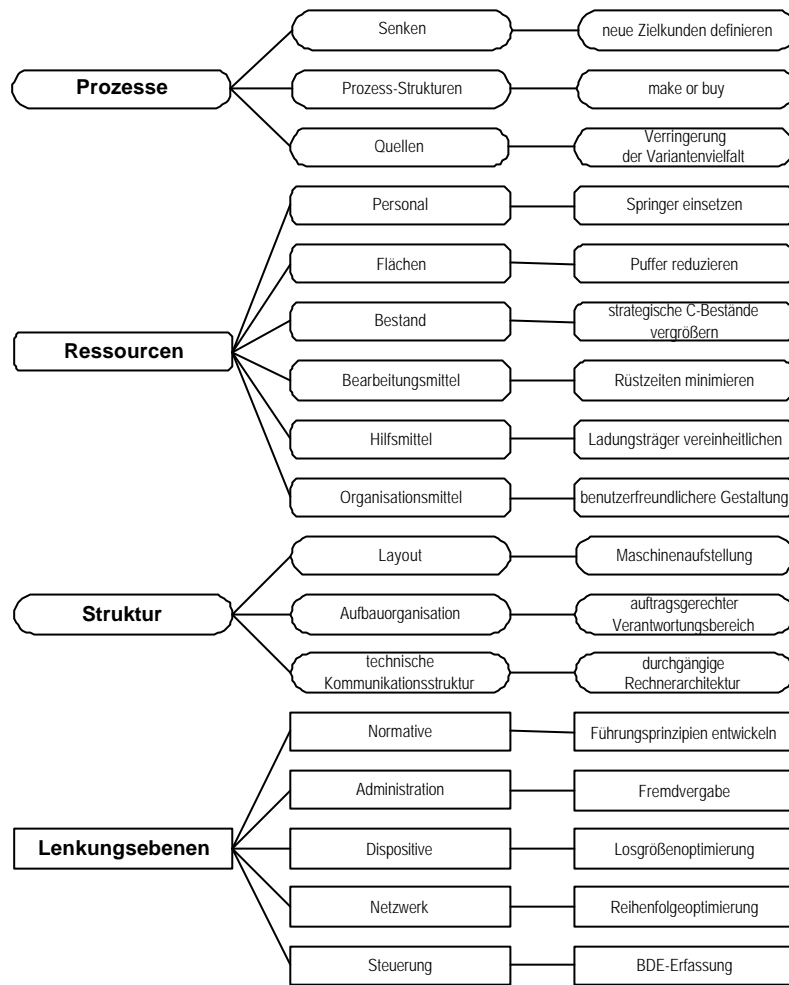 Senken
neue Zielkunden definieren
Prozesse
Prozess-Strukturen
make or buy
Quellen
Verringerung
der Variantenvielfalt
Personal
Springer einsetzen
Flächen
Puffer reduzieren
Bestand
strategische C-Bestände
vergrößern
Ressourcen
Bearbeitungsmittel
Rüstzeiten minimieren
Hilfsmittel
Ladungsträger vereinheitlichen
Organisationsmittel
benutzerfreundlichere Gestaltung
Layout
Maschinenaufstellung
Struktur
Aufbauorganisation
auftragsgerechter
Verantwortungsbereich
technische
Kommunikationsstruktur
durchgängige
Rechnerarchitektur
Normative
Führungsprinzipien entwickeln
Administration
Fremdvergabe
Lenkungsebenen
Dispositive
Losgrößenoptimierung
Netzwerk
Reihenfolgeoptimierung
Steuerung
BDE-Erfassung